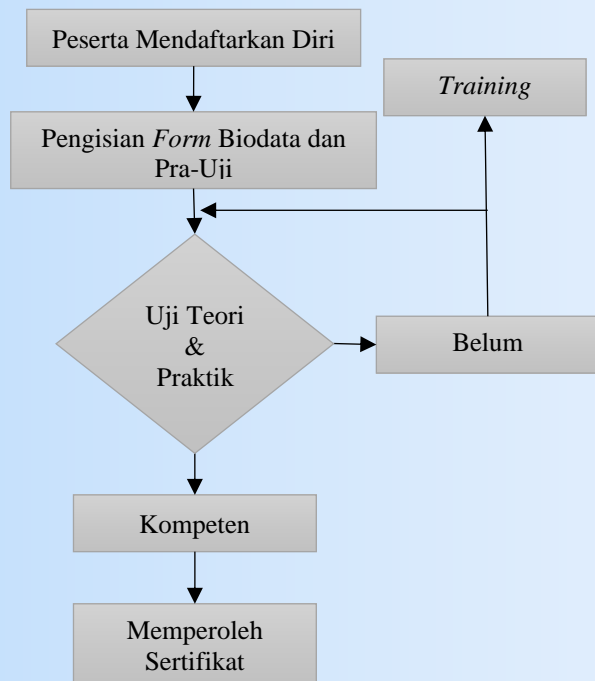 Peserta Mendaftarkan Diri
Training
Pengisian Form Biodata dan
Pra-Uji
Uji Teori
&
Praktik
Belum
Kompeten
Memperoleh
Sertifikat